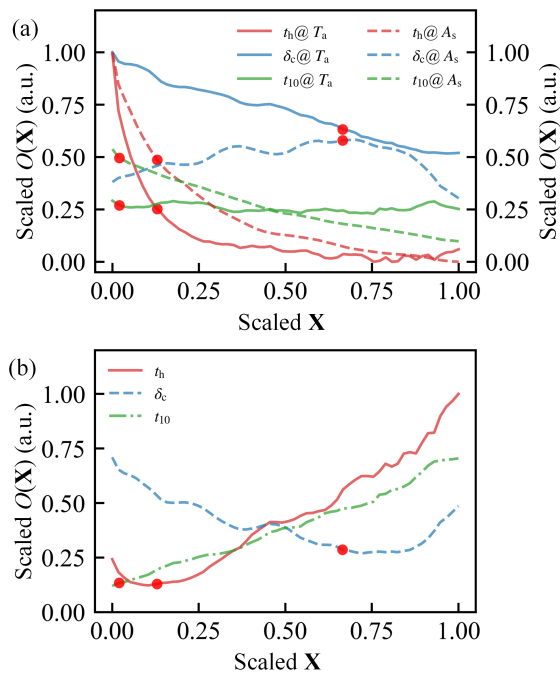 (a)
t_h@ T_a
t_h@ A_s
δ_c@ T_a
δ_c@ A_s
t_10@ T_a
t_10@ A_s
1.00
0.75
0.50
0.25
0.00
Scaled O(X) (a.u.)
1.00
0.75
0.50
0.25
0.00
Scaled O(X) (a.u.)
0.00 0.25 0.50 0.75 1.00
Scaled X
(b)
t_h
δ_c
t_10
1.00
0.75
0.50
0.25
0.00
Scaled O(X) (a.u.)
0.00 0.25 0.50 0.75 1.00
Scaled X